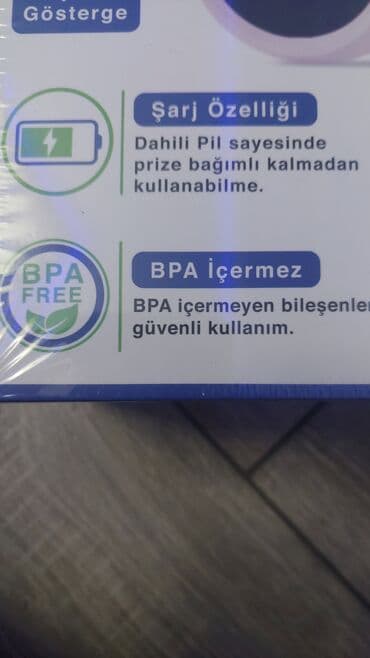 Gösterge
Şarj Özelliği
Dahili Pil sayesinde
prize bağımlı kalmadan
kullanabilme.
BPA
FREE
BPA İçermez
BPA içermeyen bileşenler
güvenli kullanım.